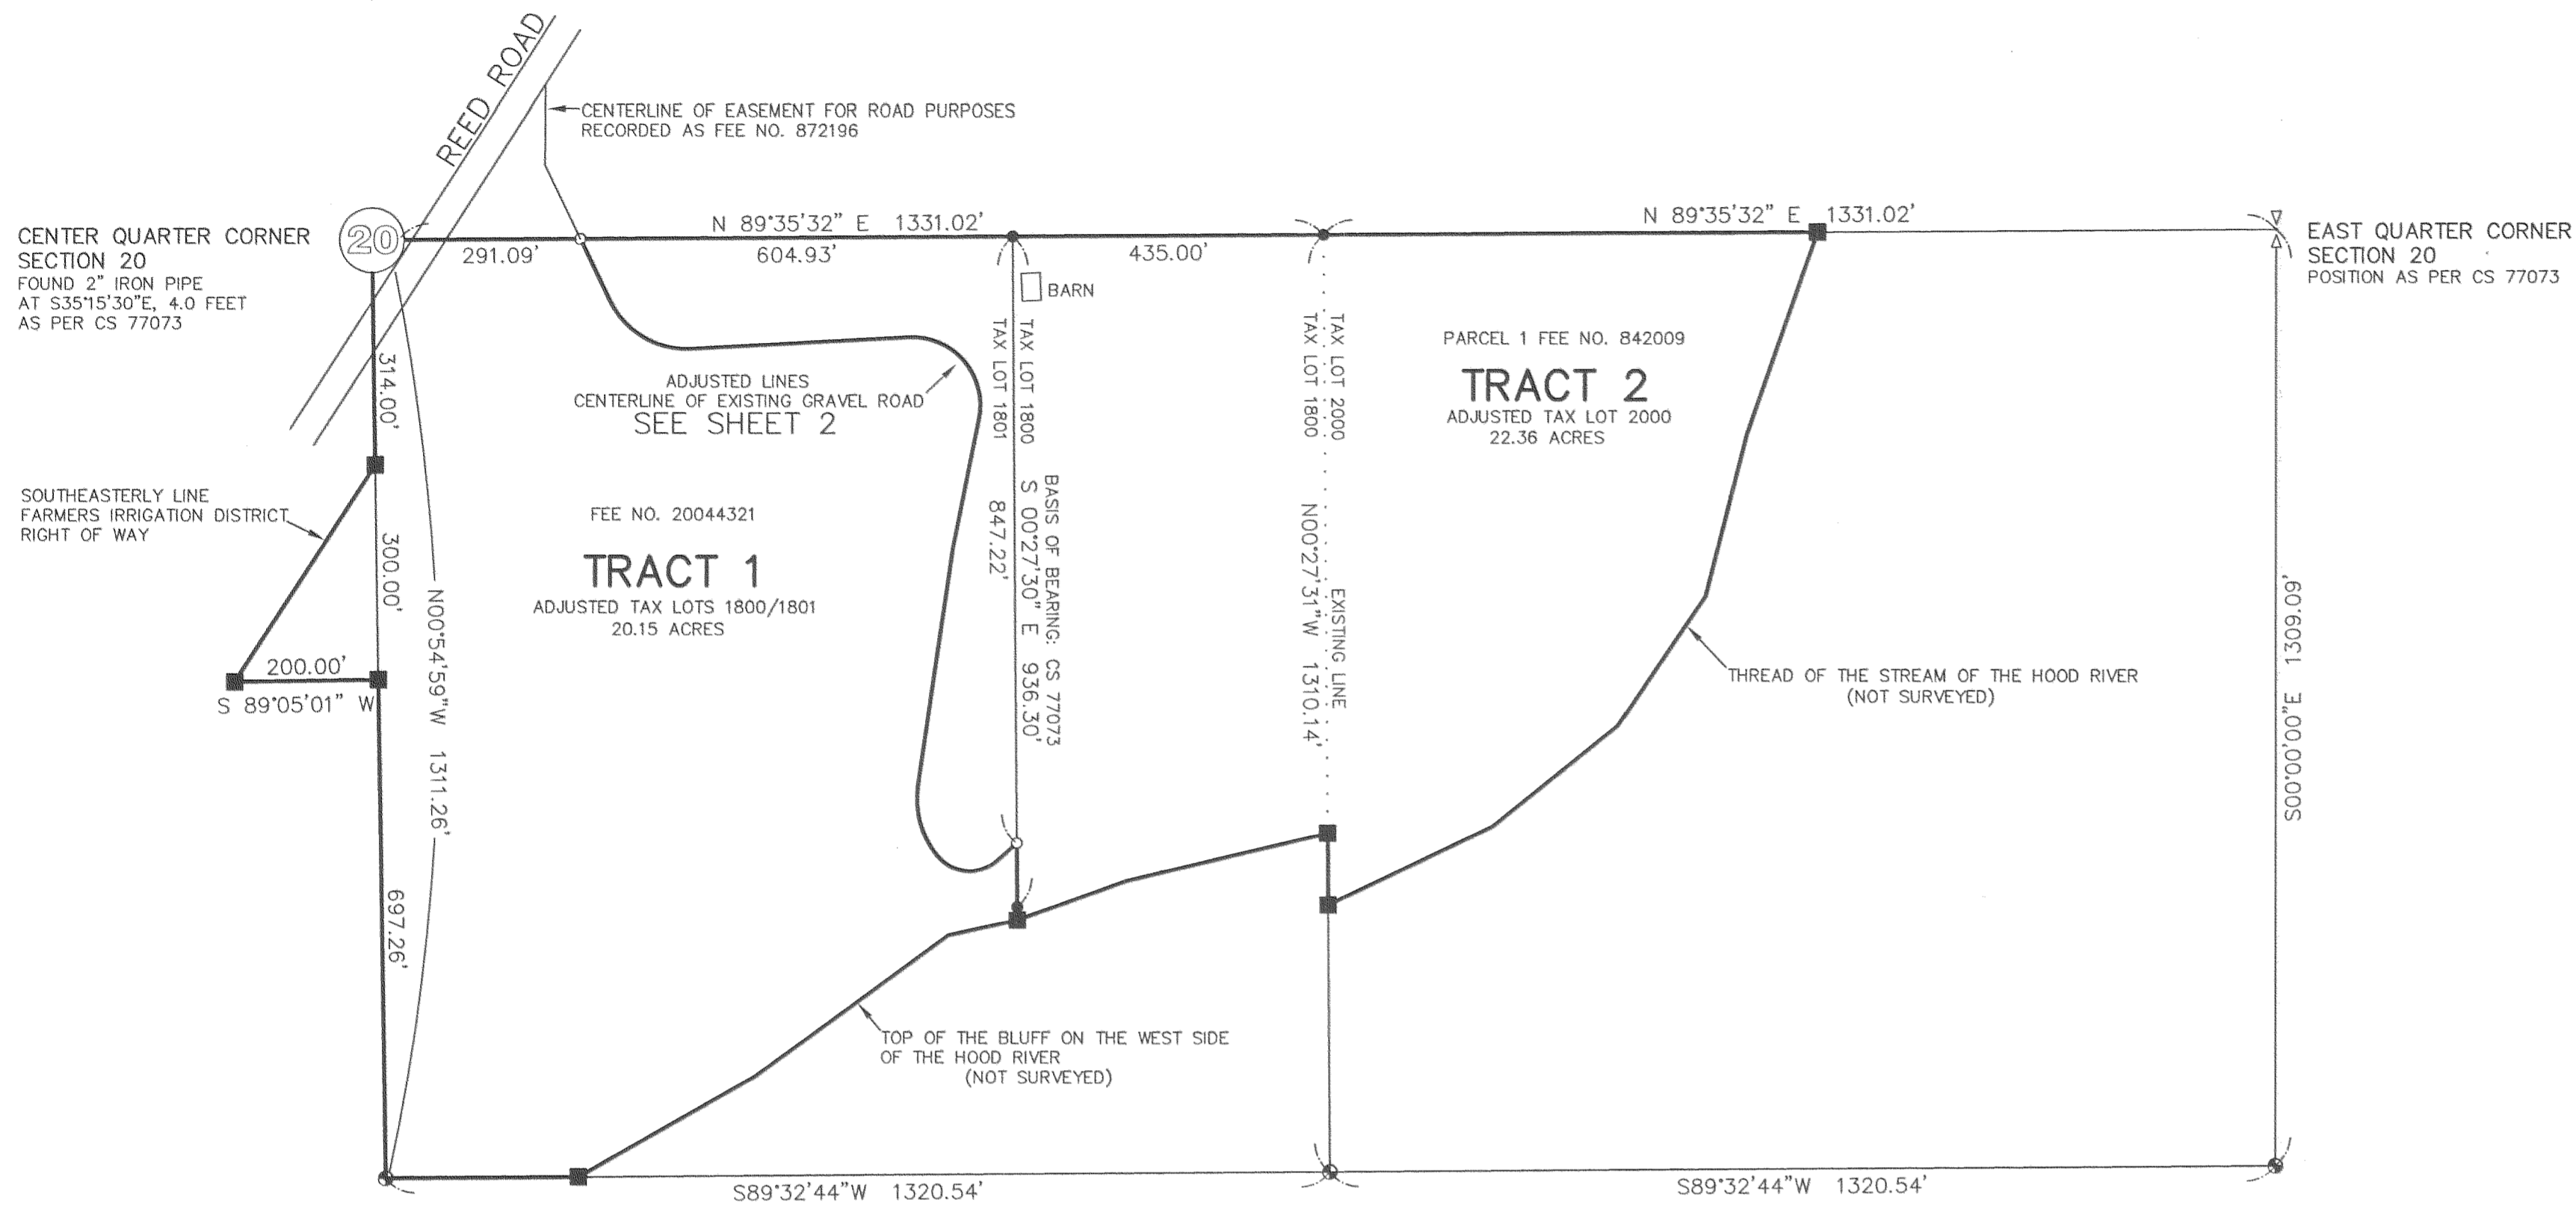 REED ROAD
CENTERLINE OF EASEMENT FOR ROAD PURPOSES
RECORDED AS FEE NO. 872196
CENTER QUARTER CORNER
SECTION 20
FOUND 2" IRON PIPE
AT S35°15'30"E, 4.0 FEET
AS PER CS 77073
20
N 89°35'32" E 1331.02'
291.09'
604.93'
435.00'
N 89°35'32" E 1331.02'
EAST QUARTER CORNER
SECTION 20
POSITION AS PER CS 77073
BARN
314.00'
ADJUSTED LINES
CENTERLINE OF EXISTING GRAVEL ROAD
SEE SHEET 2
TAX LOT 1800
TAX LOT 1801
TAX LOT 2000
TAX LOT 1800
PARCEL 1 FEE NO. 842009
TRACT 2
ADJUSTED TAX LOT 2000
22.36 ACRES
SOUTHEASTERLY LINE
FARMERS IRRIGATION DISTRICT
RIGHT OF WAY
300.00'
FEE NO. 20044321
TRACT 1
ADJUSTED TAX LOTS 1800/1801
20.15 ACRES
BASIS OF BEARING: CS 77073
S 00°27'30" E 936.30'
847.22'
EXISTING LINE
N00°27'31"W 1310.14'
200.00'
S 89°05'01" W
N00°54'59"W 1311.26'
THREAD OF THE STREAM OF THE HOOD RIVER
(NOT SURVEYED)
S00°00'00"E 1309.09'
697.26'
TOP OF THE BLUFF ON THE WEST SIDE
OF THE HOOD RIVER
(NOT SURVEYED)
S89°32'44"W 1320.54'
S89°32'44"W 1320.54'